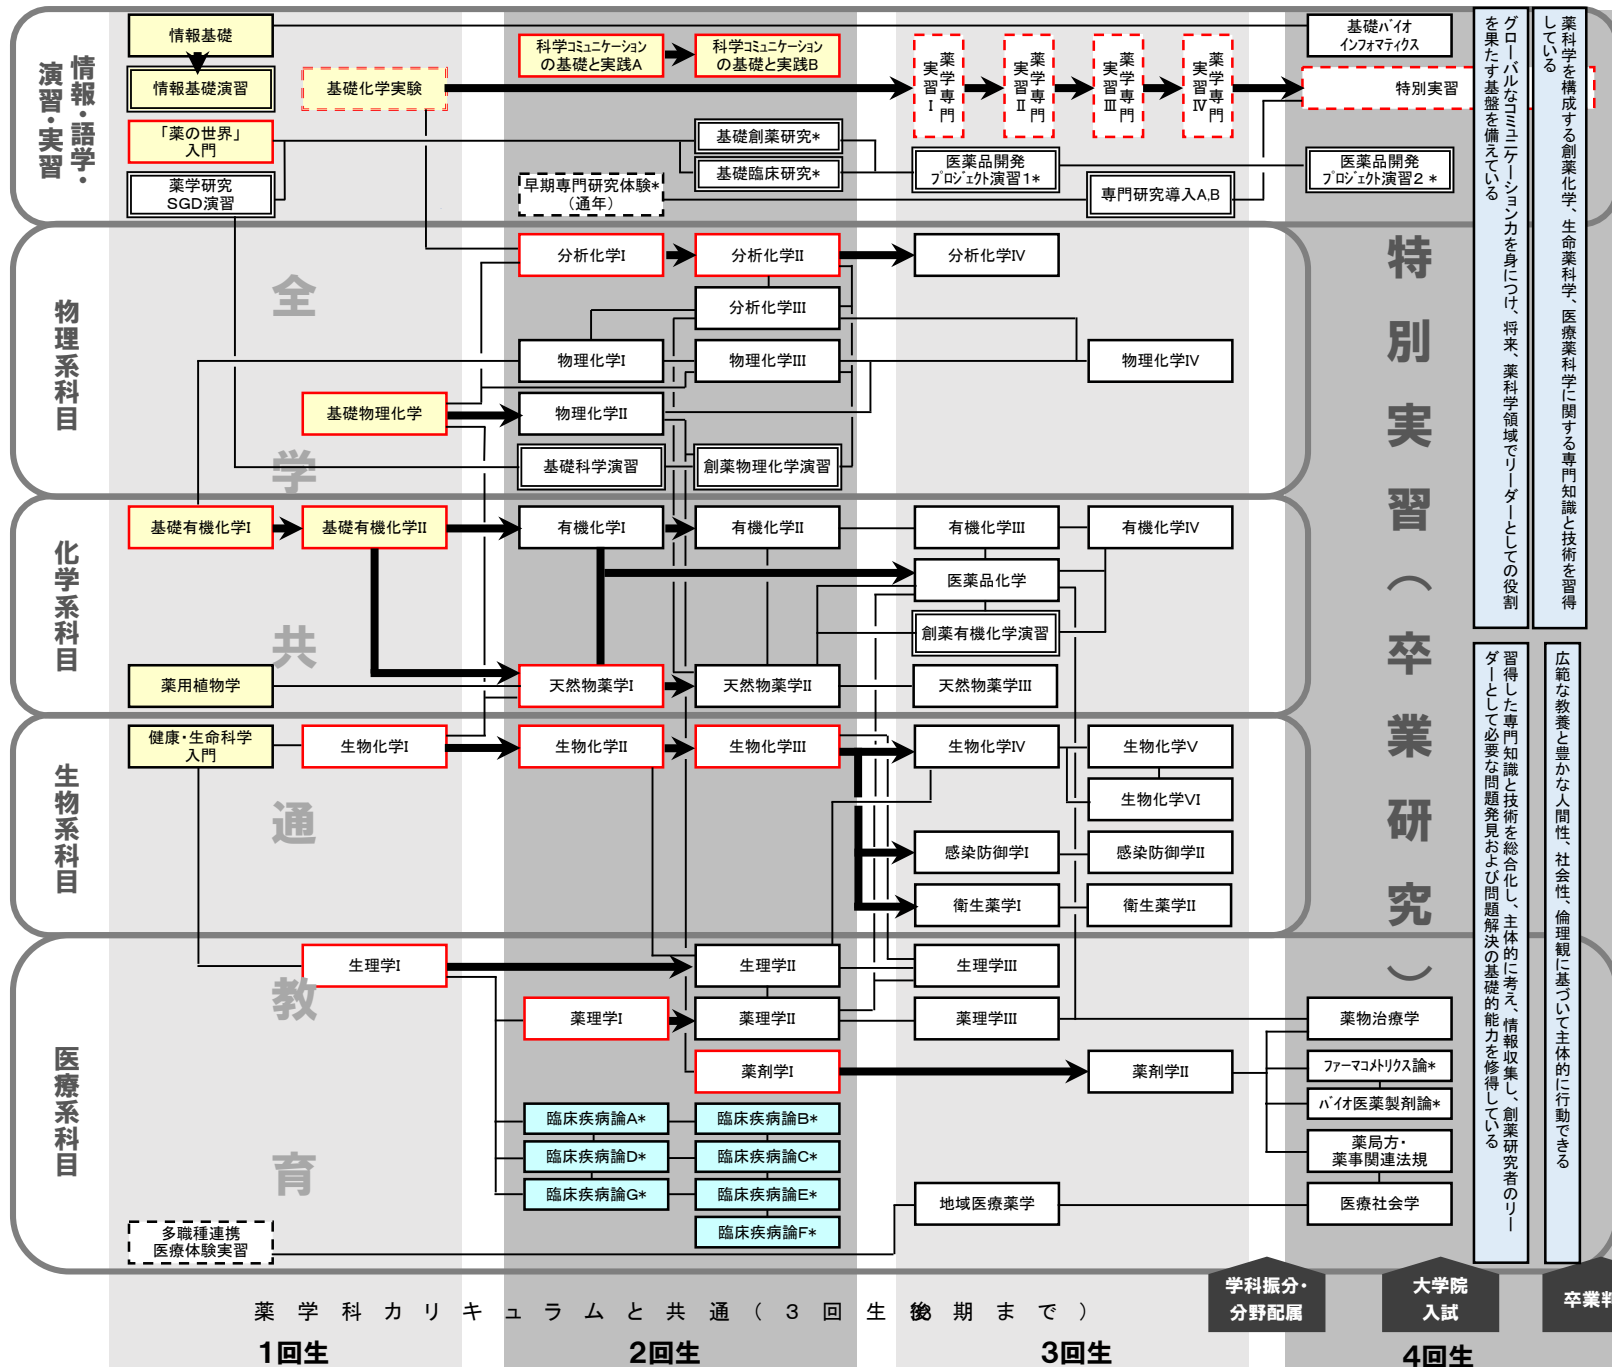 情報・語学・
演習・実習
情報基礎
情報基礎演習
「薬の世界」
入門
薬学研究
SGD演習
基礎化学実験
科学コミュニケーション
の基礎と実践A
科学コミュニケーション
の基礎と実践B
基礎創薬研究*
基礎臨床研究*
早期専門研究体験*
(通年)
薬学専門
実習Ⅰ
薬学専門
実習Ⅱ
薬学専門
実習Ⅲ
薬学専門
実習Ⅳ
医薬品開発
プロジェクト演習1*
専門研究導入A,B
基礎バイオ
インフォマティクス
特別実習
医薬品開発
プロジェクト演習2 *
物理系科目
分析化学I
分析化学II
分析化学IV
分析化学III
物理化学I
物理化学III
物理化学IV
基礎物理化学
物理化学II
基礎科学演習
創薬物理化学演習
化学系科目
基礎有機化学I
基礎有機化学II
有機化学I
有機化学II
有機化学III
有機化学IV
医薬品化学
創薬有機化学演習
薬用植物学
天然物薬学I
天然物薬学II
天然物薬学III
生物系科目
健康・生命科学
入門
生物化学I
生物化学II
生物化学III
生物化学IV
生物化学V
生物化学VI
感染防御学I
感染防御学II
衛生薬学I
衛生薬学II
医療系科目
生理学I
生理学II
生理学III
薬理学I
薬理学II
薬理学III
薬物治療学
薬剤学I
薬剤学II
ファーマコメトリクス論*
バイオ医薬製剤論*
臨床疾病論A*
臨床疾病論B*
臨床疾病論D*
臨床疾病論C*
臨床疾病論G*
臨床疾病論E*
臨床疾病論F*
薬局方・
薬事関連法規
地域医療薬学
医療社会学
多職種連携
医療体験実習
全学共通教育
特別実習(卒業研究)
薬科学を構成する創薬化学、生命薬科学、医療薬科学に関する専門知識と技術を習得
している
グローバルなコミュニケーション力を身につけ、将来、薬科学領域でリーダーとしての役割
を果たす基盤を備えている
広範な教養と豊かな人間性、社会性、倫理観に基づいて主体的に行動できる
習得した専門知識と技術を総合化し、主体的に考え、情報収集し、創薬研究者のリー
ダーとして必要な問題発見および問題解決の基礎的能力を修得している
学科振分・
分野配属
大学院
入試
卒業判
薬学科カリキュラムと共通(3回生後期まで)
1回生
2回生
3回生
4回生